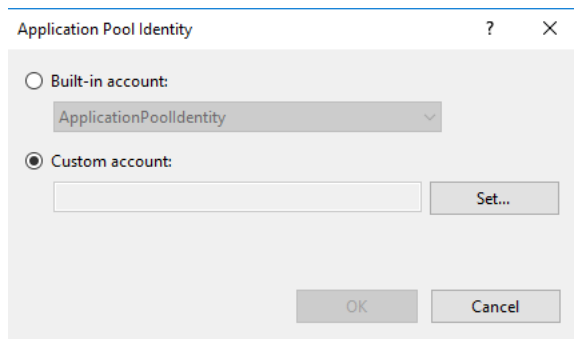 Application Pool Identity ?
Built-in account:
ApplicationPoolIdentity
Custom account:
Set...
OK Cancel